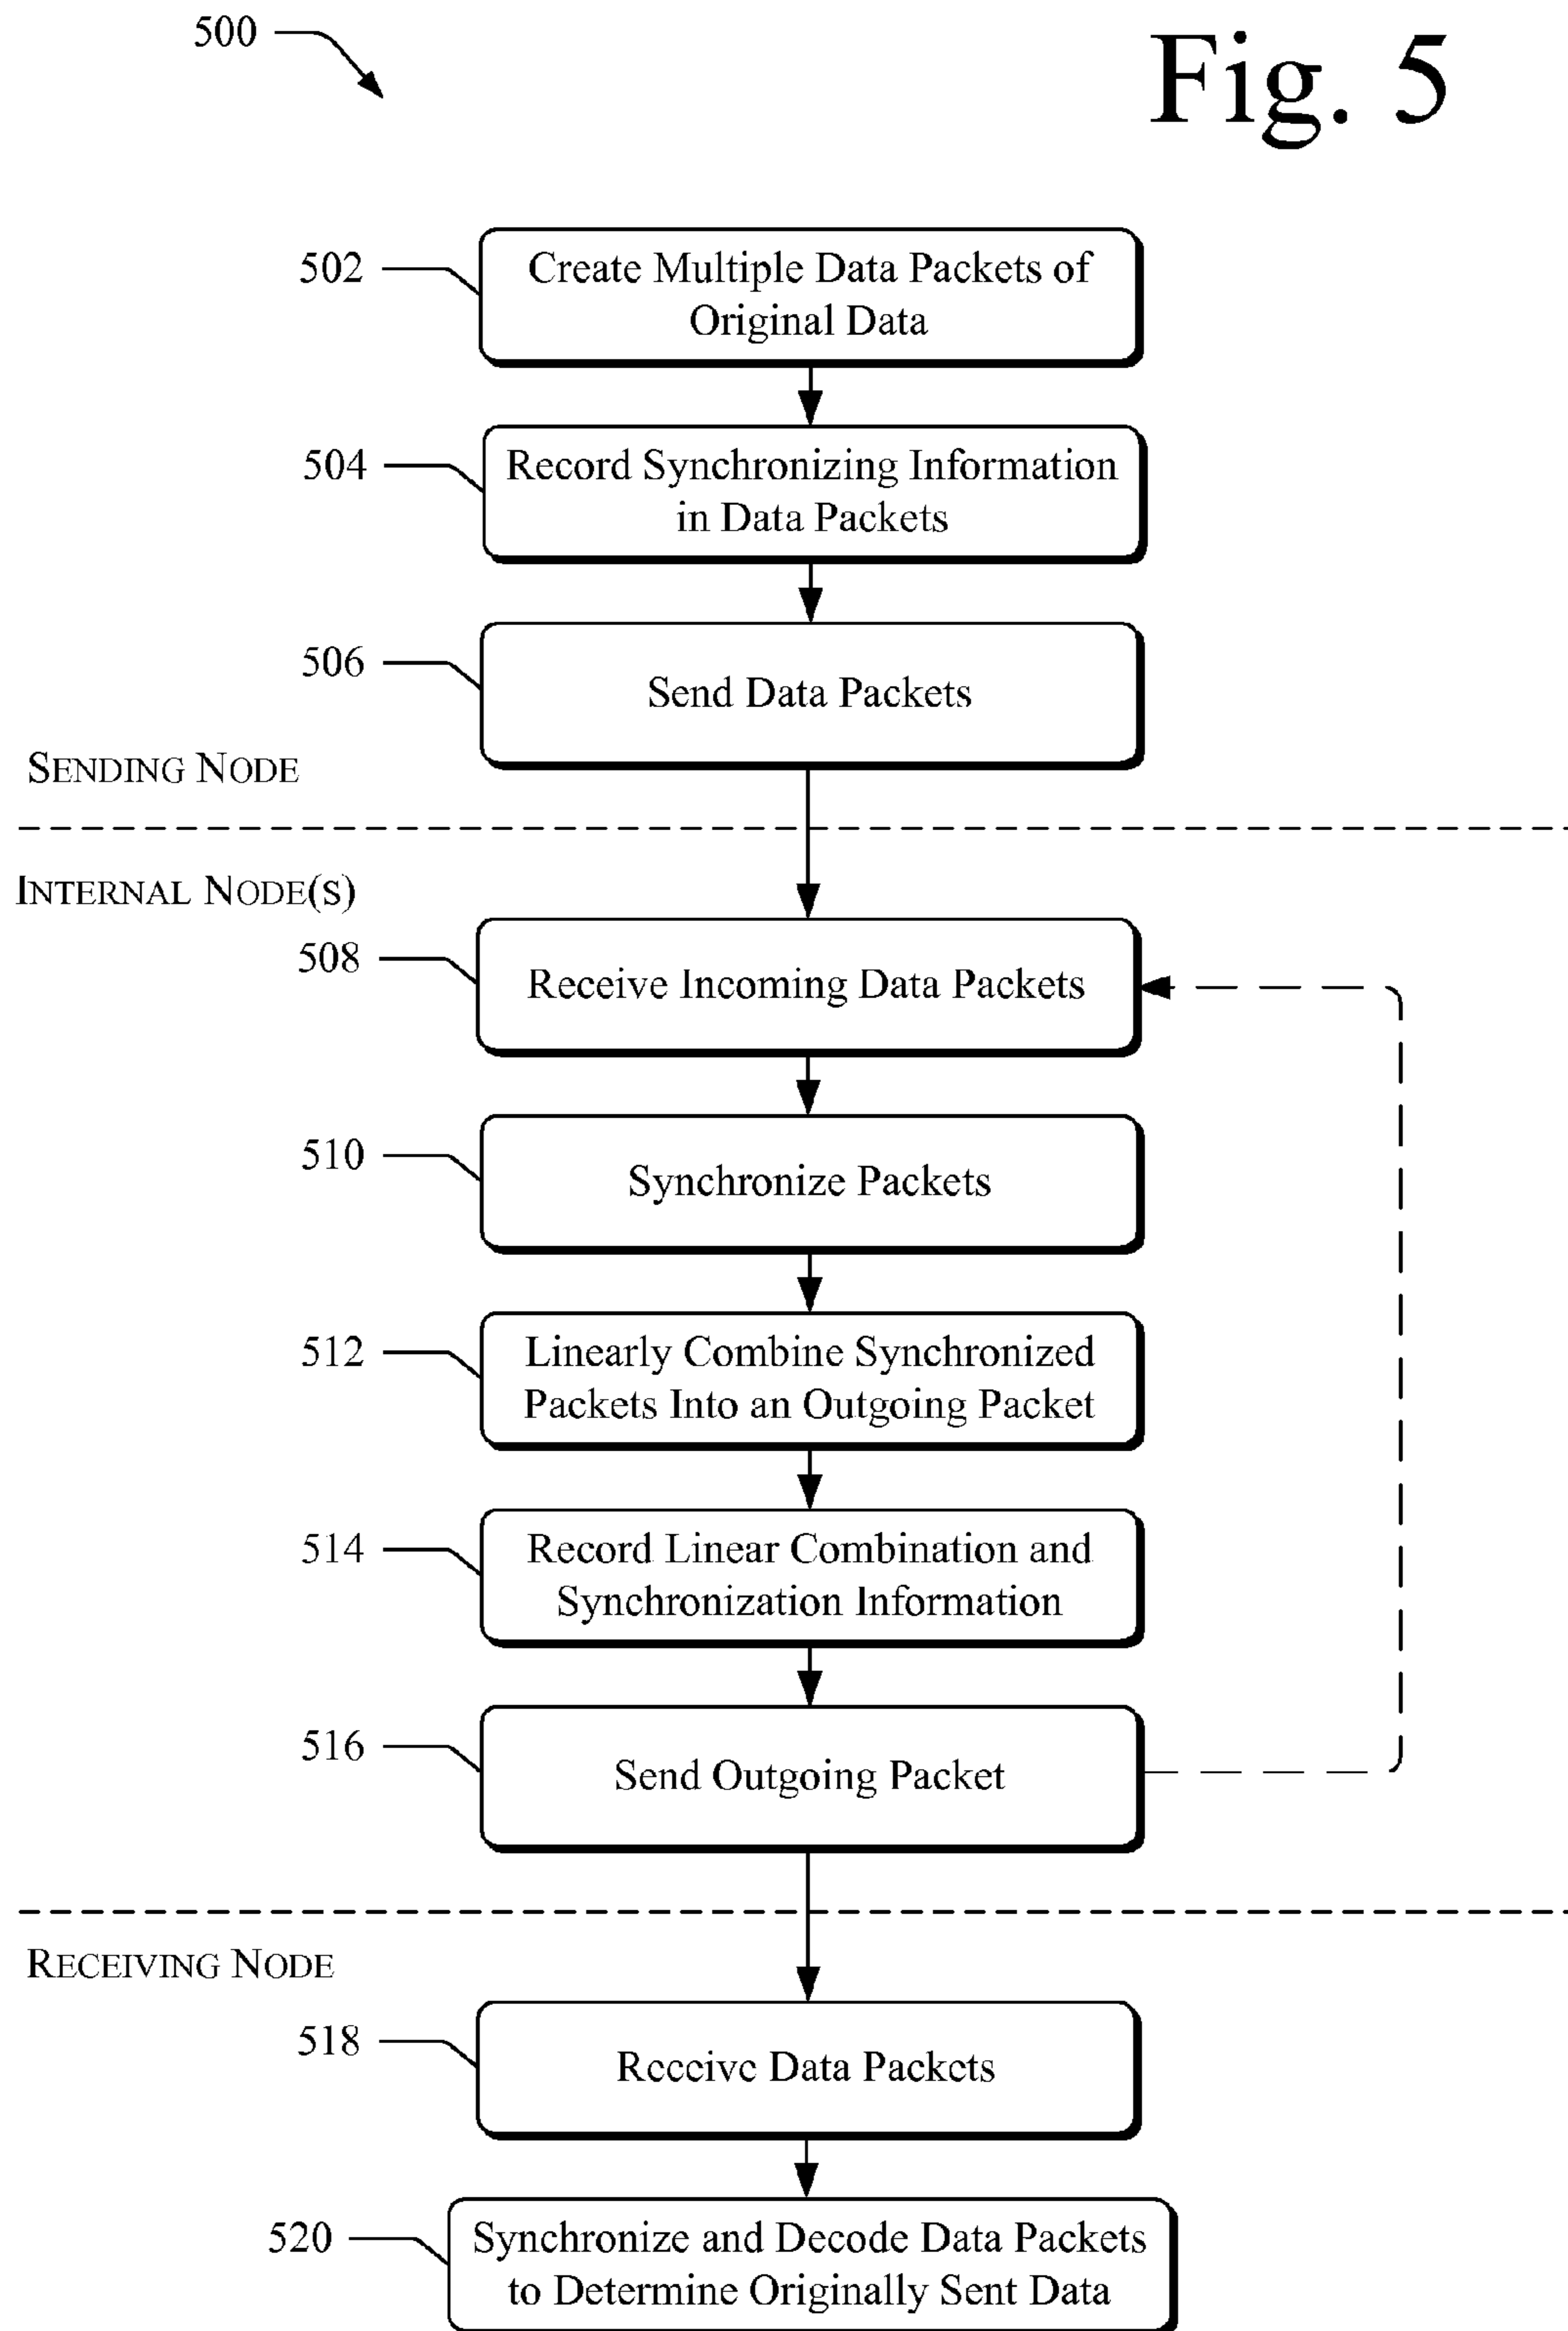 500
Fig. 5
502
Create Multiple Data Packets of
Original Data
504
Record Synchronizing Information
in Data Packets
506
Send Data Packets
SENDING NODE
INTERNAL NODE(S)
508
Receive Incoming Data Packets
510
Synchronize Packets
512
Linearly Combine Synchronized
Packets Into an Outgoing Packet
514
Record Linear Combination and
Synchronization Information
516
Send Outgoing Packet
RECEIVING NODE
518
Receive Data Packets
520
Synchronize and Decode Data Packets
to Determine Originally Sent Data